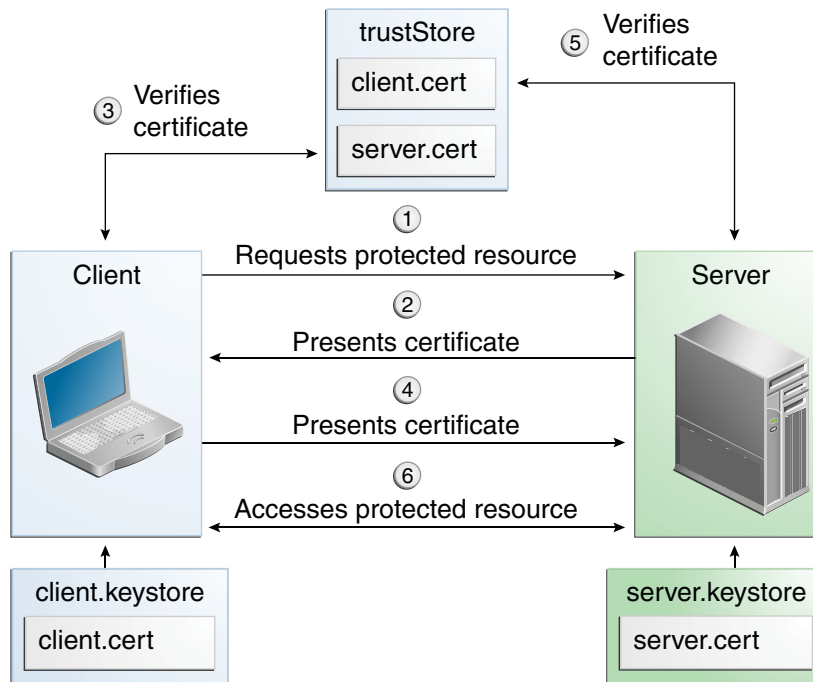 trustStore
client.cert
server.cert
5 Verifies
certificate
3 Verifies
certificate
1
Requests protected resource
Client
Server
2
Presents certificate
4
Presents certificate
6
Accesses protected resource
client.keystore
client.cert
server.keystore
server.cert